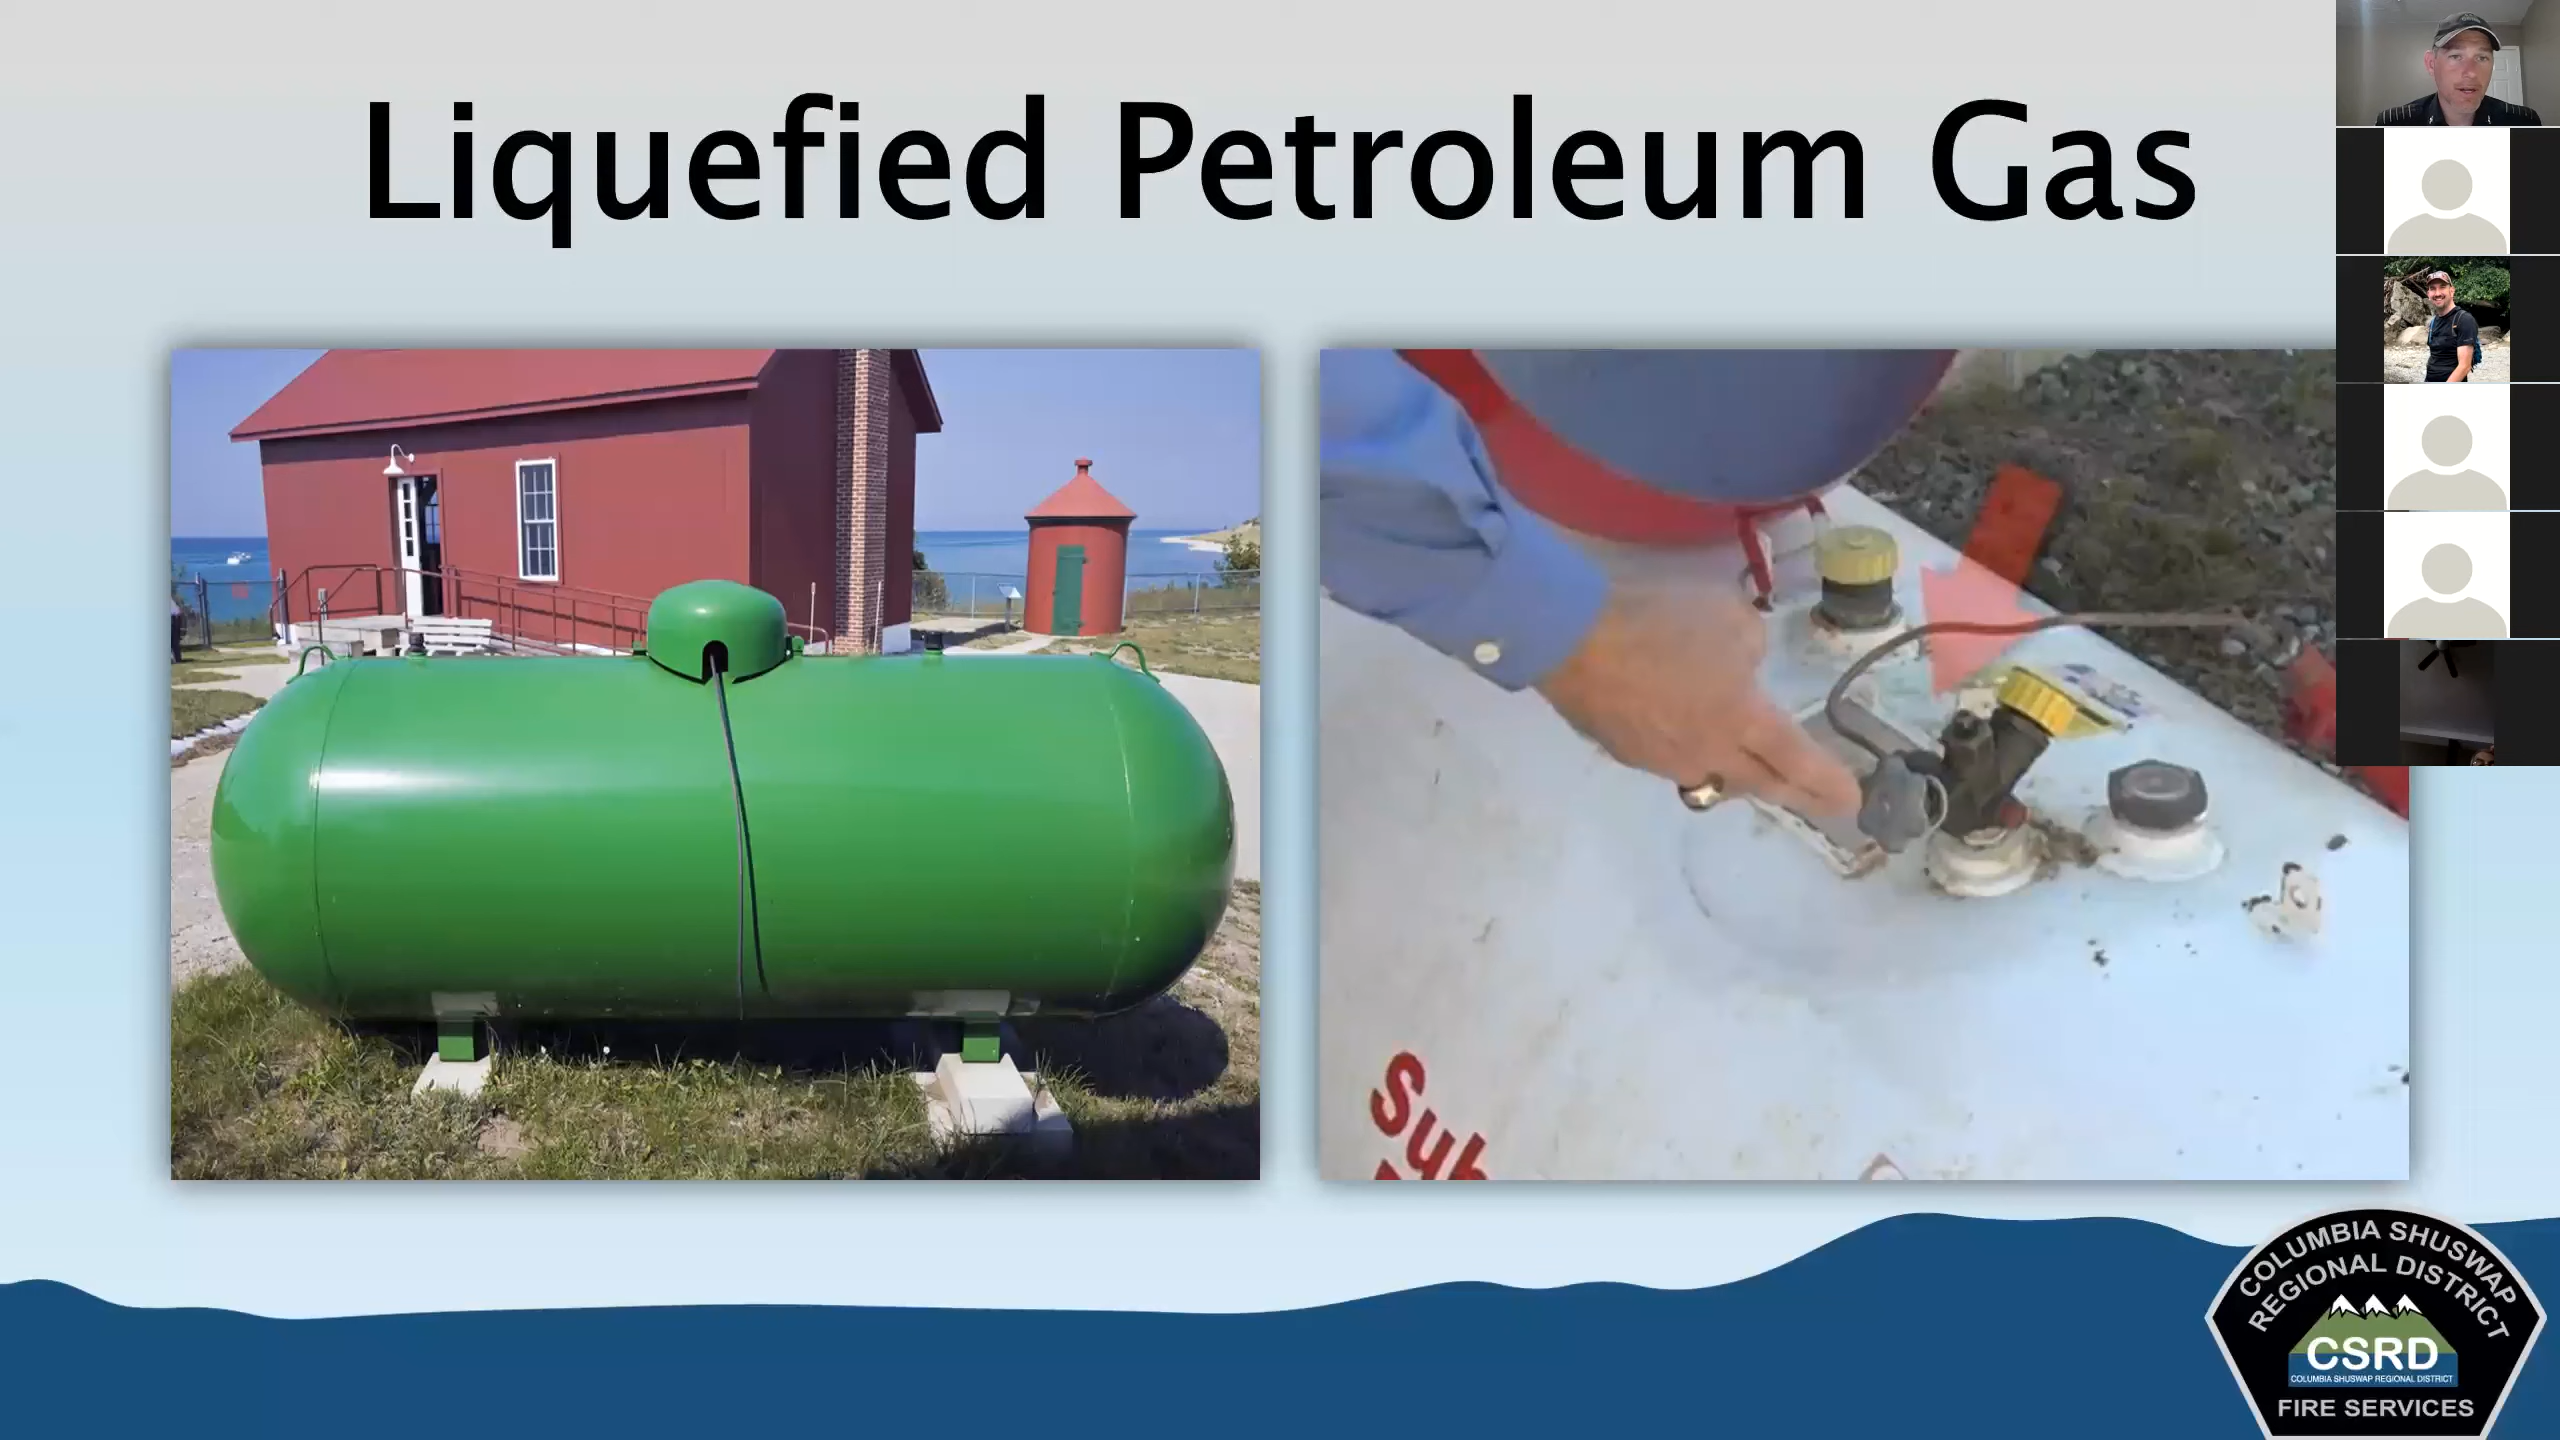 Liquefied Petroleum Gas
COLUMBIA SHUSWAP
REGIONAL DISTRICT
CSRD
COLUMBIA SHUSWAP REGIONAL DISTRICT
FIRE SERVICES